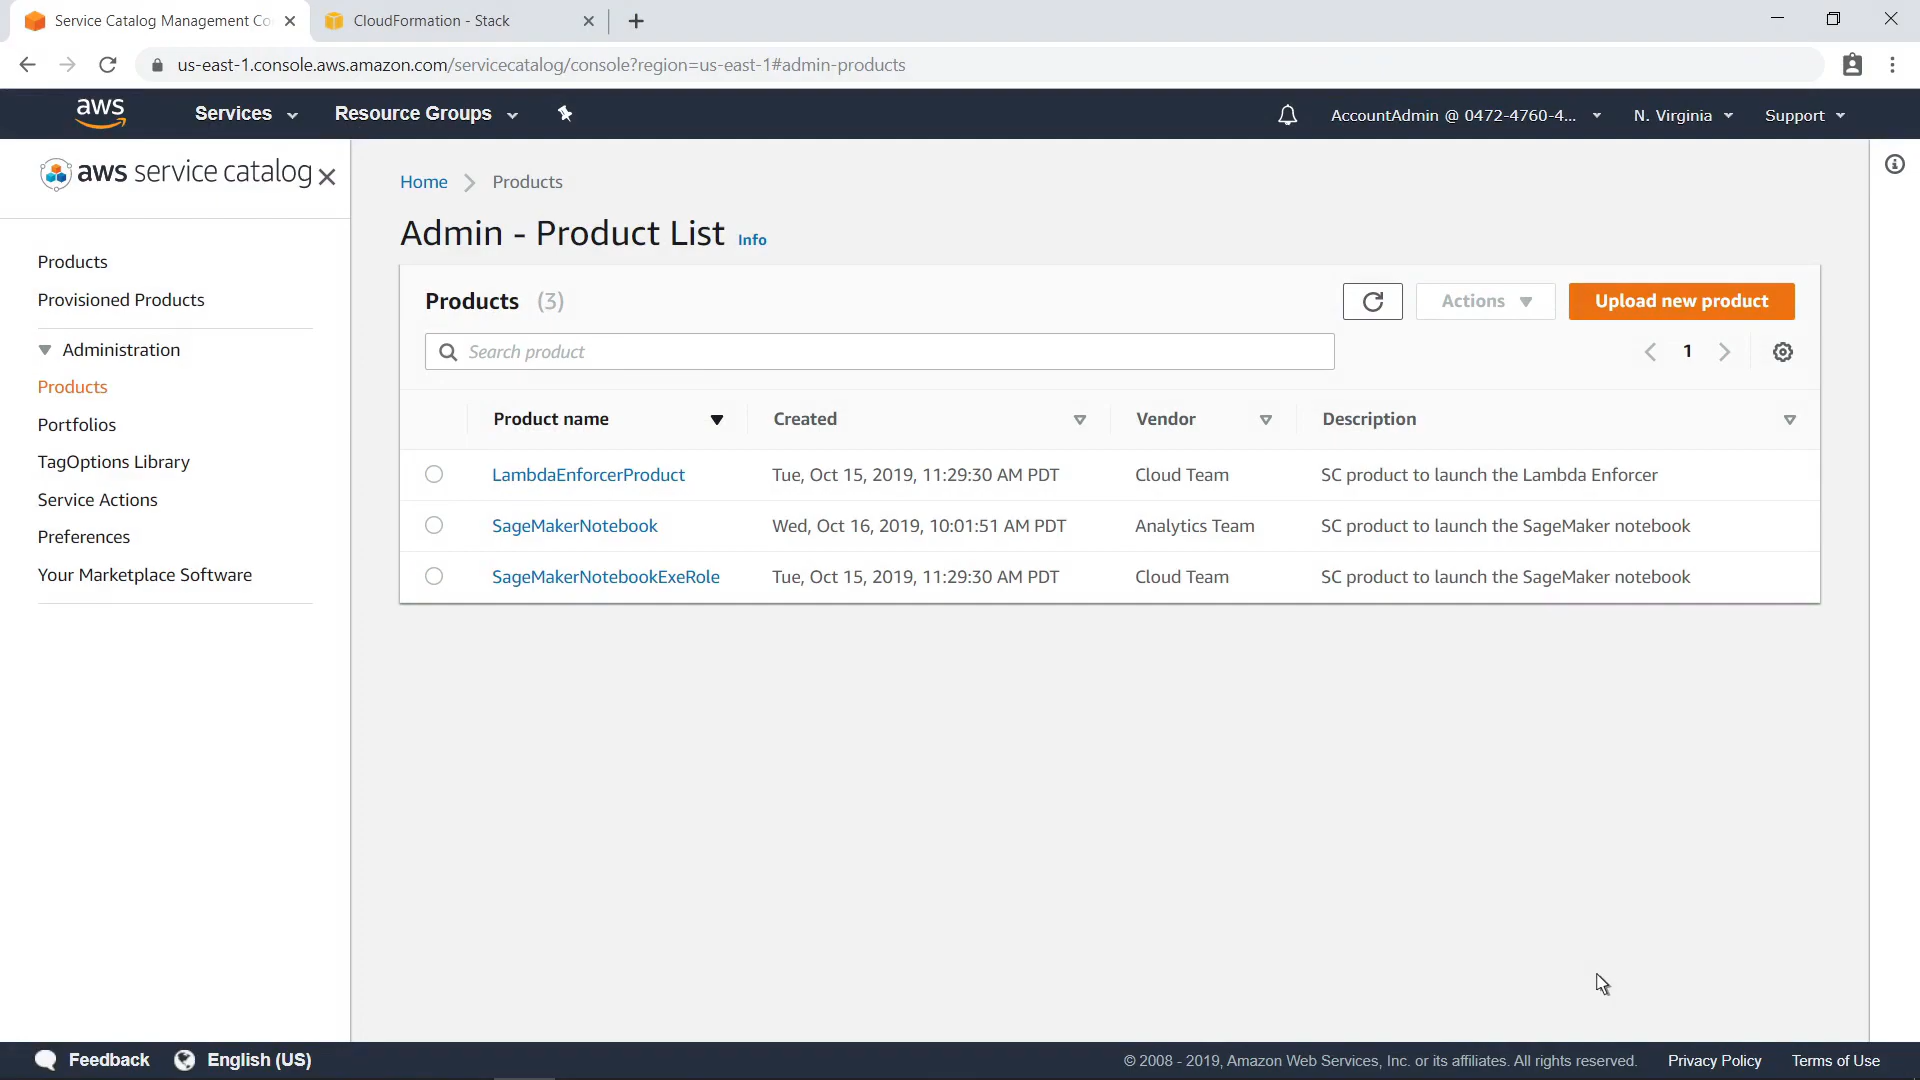 Service Catalog Management Co
CloudFormation - Stack
us-east-1.console.aws.amazon.com/servicecatalog/console?region=us-east-1#admin-products
aws
Services
Resource Groups
AccountAdmin @ 0472-4760-4...
N. Virginia
Support
aws service catalog
Products
Provisioned Products
Administration
Products
Portfolios
TagOptions Library
Service Actions
Preferences
Your Marketplace Software
Home
Products
Admin - Product List Info
Products (3)
Actions
Upload new product
Search product
1
Product name Created Vendor Description
LambdaEnforcerProduct Tue, Oct 15, 2019, 11:29:30 AM PDT Cloud Team SC product to launch the Lambda Enforcer
SageMakerNotebook Wed, Oct 16, 2019, 10:01:51 AM PDT Analytics Team SC product to launch the SageMaker notebook
SageMakerNotebookExeRole Tue, Oct 15, 2019, 11:29:30 AM PDT Cloud Team SC product to launch the SageMaker notebook
Feedback
English (US)
© 2008 - 2019, Amazon Web Services, Inc. or its affiliates. All rights reserved.
Privacy Policy
Terms of Use